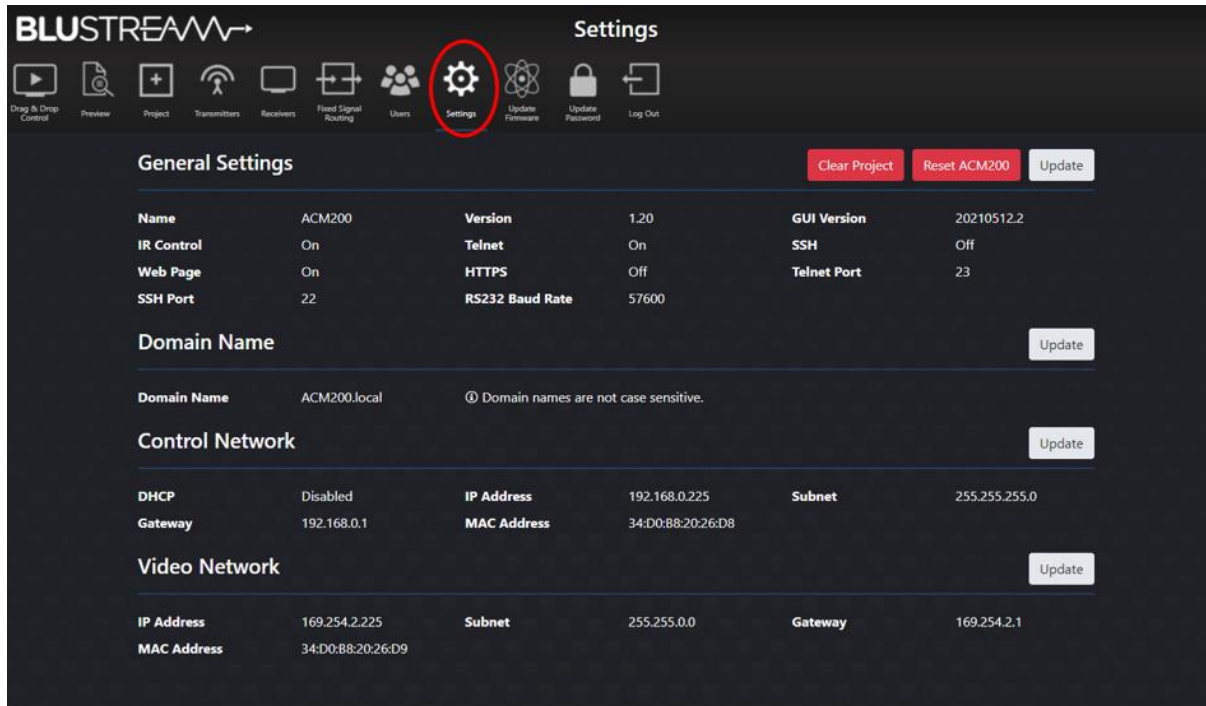 BLUSTREAM
Settings
Drag & Drop Control
Preview
Project
Transmitters
Receivers
Fixed Signal Routing
Users
Settings
Update Firmware
Update Password
Log Out
General Settings Clear Project Reset ACM200 Update
Name ACM200 Version 1.20 GUI Version 20210512.2
IR Control On Telnet On SSH Off
Web Page On HTTPS Off Telnet Port 23
SSH Port 22 RS232 Baud Rate 57600
Domain Name Update
Domain Name ACM200.local Domain names are not case sensitive.
Control Network Update
DHCP Disabled IP Address 192.168.0.225 Subnet 255.255.255.0
Gateway 192.168.0.1 MAC Address 34:D0:B8:20:26:D8
Video Network Update
IP Address 169.254.2.225 Subnet 255.255.0.0 Gateway 169.254.2.1
MAC Address 34:D0:B8:20:26:D9